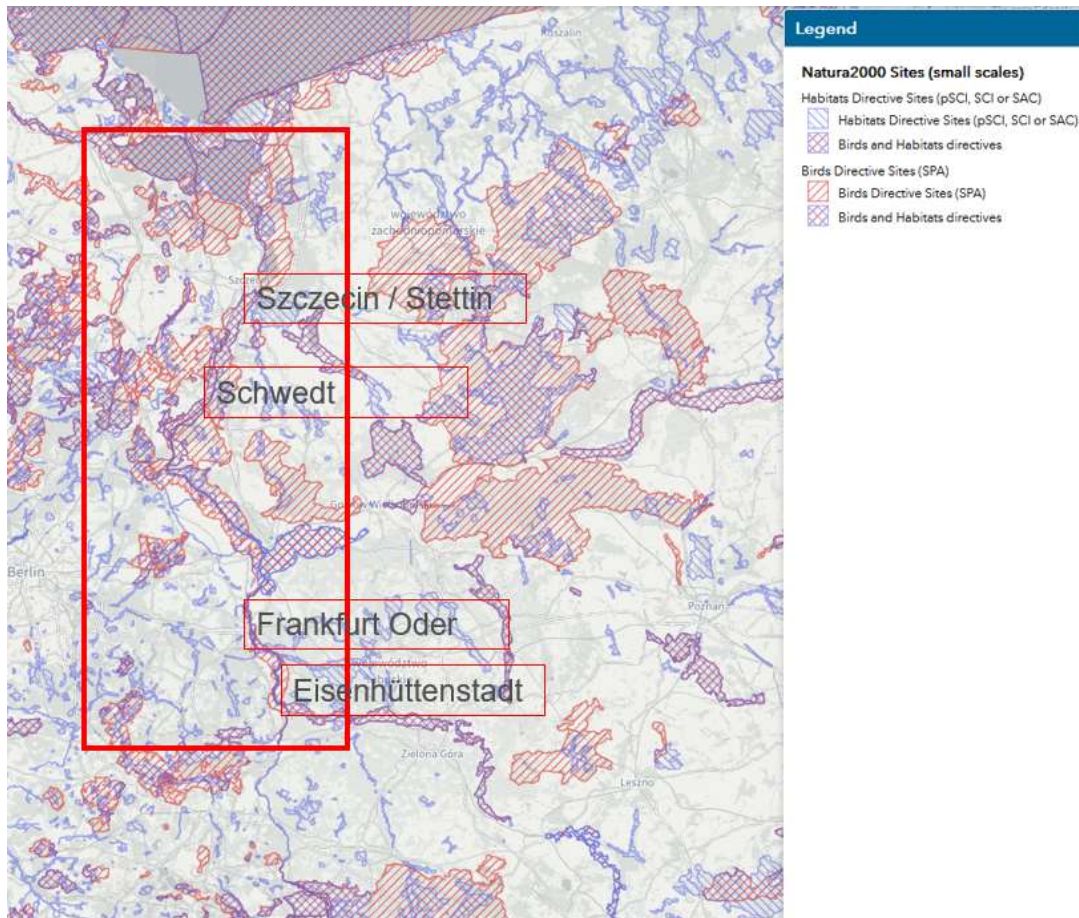 Legend
Natura2000 Sites (small scales)
Habitats Directive Sites (pSCI, SCI or SAC)
Habitats Directive Sites (pSCI, SCI or SAC)
Birds and Habitats directives
Birds Directive Sites (SPA)
Birds Directive Sites (SPA)
Birds and Habitats directives
Koszalin
województwo
zachodniopomorskie
Szczecin
Szczecin / Stettin
Schwedt
Berlin
Frankfurt Oder
Poznań
Eisenhüttenstadt
Zielona Góra
Leszno